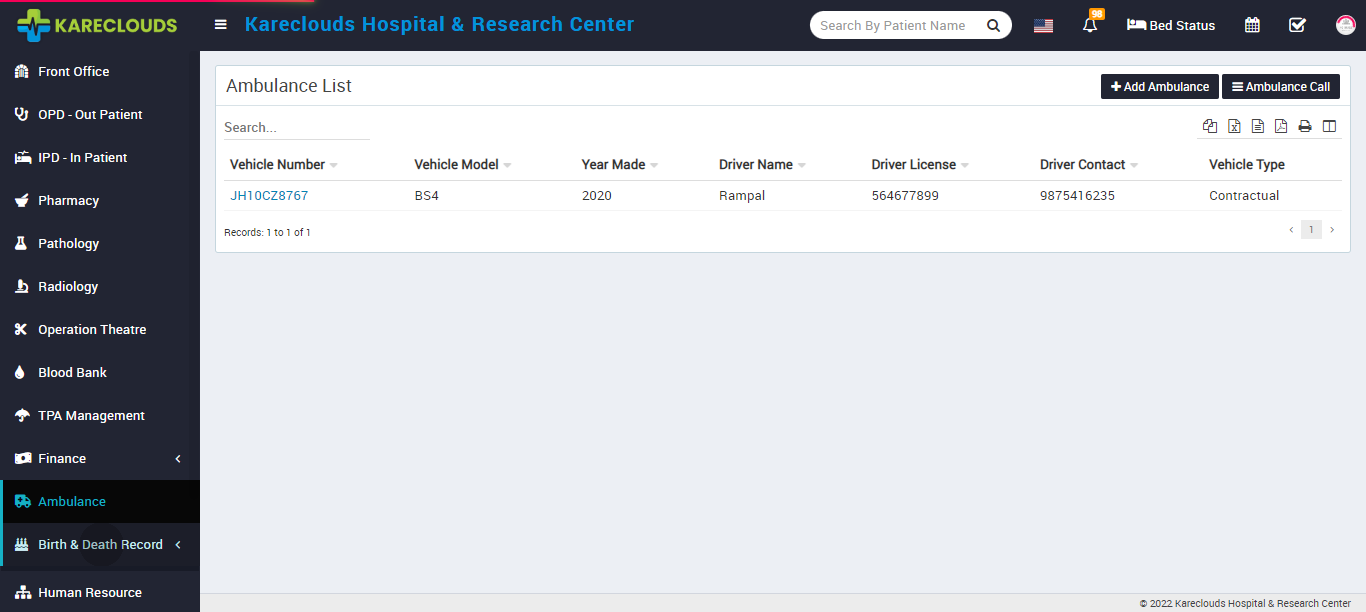 KARECLOUDS
Kareclouds Hospital & Research Center
Search By Patient Name
98
Bed Status
Front Office
OPD - Out Patient
IPD - In Patient
Pharmacy
Pathology
Radiology
Operation Theatre
Blood Bank
TPA Management
Finance
Ambulance
Birth & Death Record
Human Resource
Ambulance List
Add Ambulance
Ambulance Call
Search...
Vehicle Number Vehicle Model Year Made Driver Name Driver License Driver Contact Vehicle Type
JH10CZ8767 BS4 2020 Rampal 564677899 9875416235 Contractual
Records: 1 to 1 of 1
1
© 2022 Kareclouds Hospital & Research Center